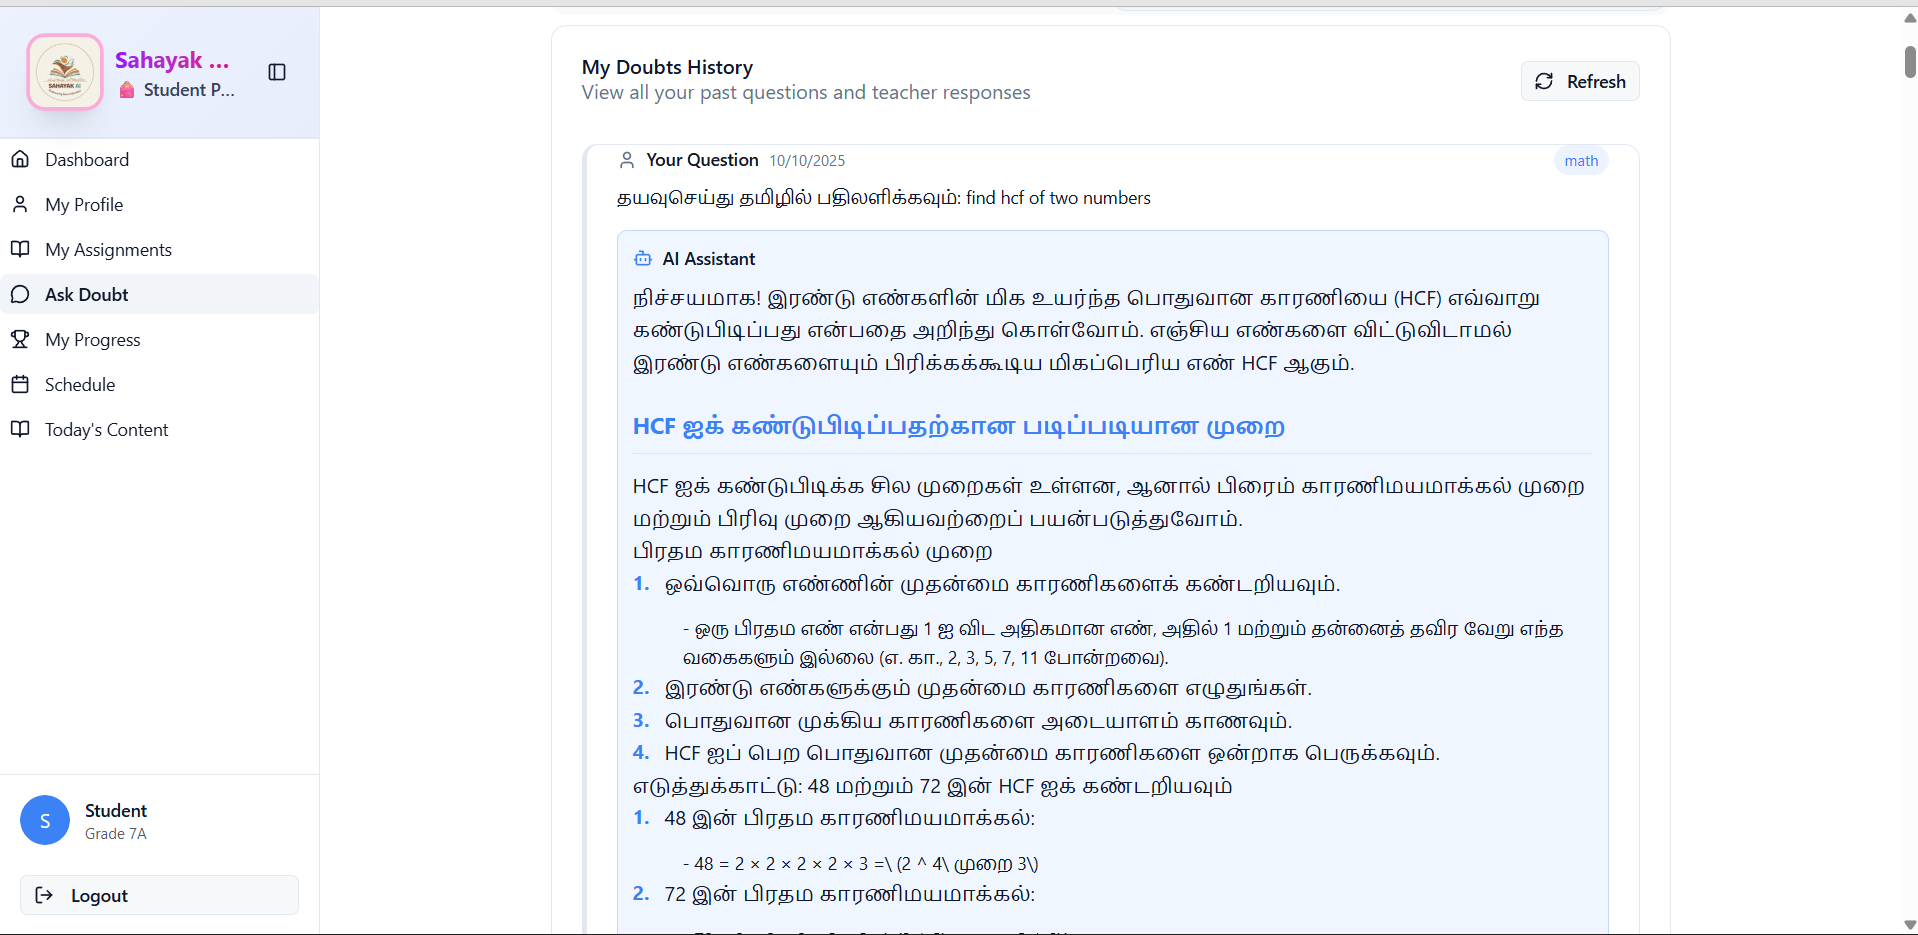 SAHAYAK AI
Sahayak ...
Student P...
Dashboard
My Profile
My Assignments
Ask Doubt
My Progress
Schedule
Today's Content
Student
S
Grade 7A
Logout
My Doubts History
View all your past questions and teacher responses
Refresh
Your Question 10/10/2025
math
தயவுசெய்து தமிழில் பதிலளிக்கவும்: find hcf of two numbers
AI Assistant
நிச்சயமாக! இரண்டு எண்களின் மிக உயர்ந்த பொதுவான காரணியை (HCF) எவ்வாறு
கண்டுபிடிப்பது என்பதை அறிந்து கொள்வோம். எஞ்சிய எண்களை விட்டுவிடாமல்
இரண்டு எண்களையும் பிரிக்கக்கூடிய மிகப்பெரிய எண் HCF ஆகும்.
HCF ஐக் கண்டுபிடிப்பதற்கான படிப்படியான முறை
HCF ஐக் கண்டுபிடிக்க சில முறைகள் உள்ளன, ஆனால் பிரைம் காரணிமயமாக்கல் முறை
மற்றும் பிரிவு முறை ஆகியவற்றைப் பயன்படுத்துவோம்.
பிரதம காரணிமயமாக்கல் முறை
1. ஒவ்வொரு எண்ணின் முதன்மை காரணிகளைக் கண்டறியவும்.
- ஒரு பிரதம எண் என்பது 1 ஐ விட அதிகமான எண், அதில் 1 மற்றும் தன்னைத் தவிர வேறு எந்த
வகைகளும் இல்லை (எ. கா., 2, 3, 5, 7, 11 போன்றவை).
2. இரண்டு எண்களுக்கும் முதன்மை காரணிகளை எழுதுங்கள்.
3. பொதுவான முக்கிய காரணிகளை அடையாளம் காணவும்.
4. HCF ஐப் பெற பொதுவான முதன்மை காரணிகளை ஒன்றாக பெருக்கவும்.
எடுத்துக்காட்டு: 48 மற்றும் 72 இன் HCF ஐக் கண்டறியவும்
1. 48 இன் பிரதம காரணிமயமாக்கல்:
- 48 = 2 × 2 × 2 × 2 × 3 =\ (2 ^ 4\ முறை 3\)
2. 72 இன் பிரதம காரணிமயமாக்கல்: